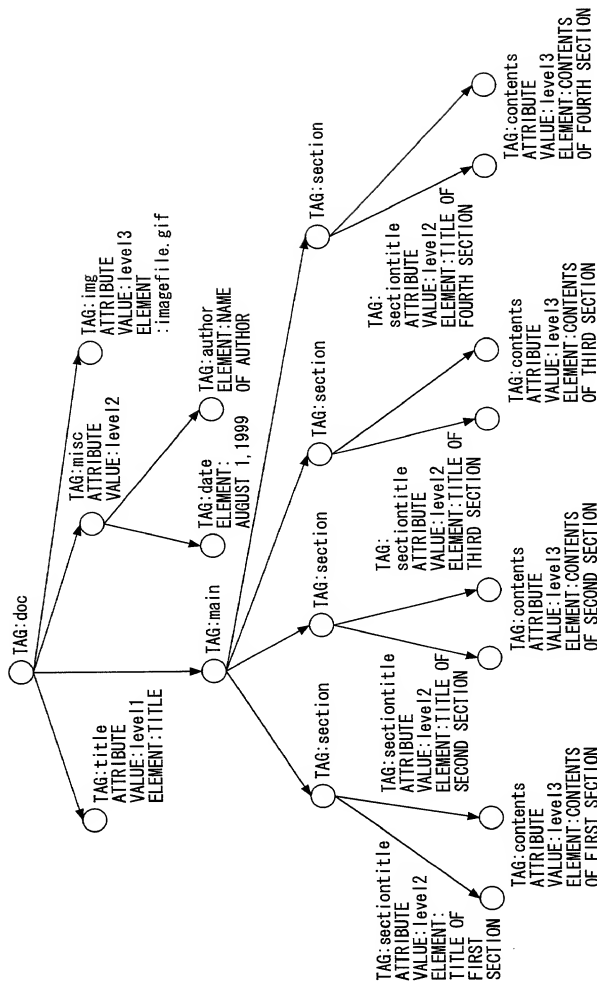 TAG:doc
TAG:title
ATTRIBUTE
VALUE:level1
ELEMENT:TITLE
TAG:misc
ATTRIBUTE
VALUE:level2
TAG:img
ATTRIBUTE
VALUE:level3
ELEMENT
:imagefile.gif
TAG:main
TAG:date
ELEMENT:
AUGUST 1,1999
TAG:author
ELEMENT:NAME
OF AUTHOR
TAG:section
TAG:section
TAG:section
TAG:section
TAG:sectiontitle
ATTRIBUTE
VALUE:level2
ELEMENT:
TITLE OF
FIRST
SECTION
TAG:contents
ATTRIBUTE
VALUE:level3
ELEMENT:CONTENTS
OF FIRST SECTION
TAG:sectiontitle
ATTRIBUTE
VALUE:level2
ELEMENT:TITLE OF
SECOND SECTION
TAG:contents
ATTRIBUTE
VALUE:level3
ELEMENT:CONTENTS
OF SECOND SECTION
TAG:
sectiontitle
ATTRIBUTE
VALUE:level2
ELEMENT:TITLE OF
THIRD SECTION
TAG:contents
ATTRIBUTE
VALUE:level3
ELEMENT:CONTENTS
OF THIRD SECTION
TAG:
sectiontitle
ATTRIBUTE
VALUE:level2
ELEMENT:TITLE OF
FOURTH SECTION
TAG:contents
ATTRIBUTE
VALUE:level3
ELEMENT:CONTENTS
OF FOURTH SECTION